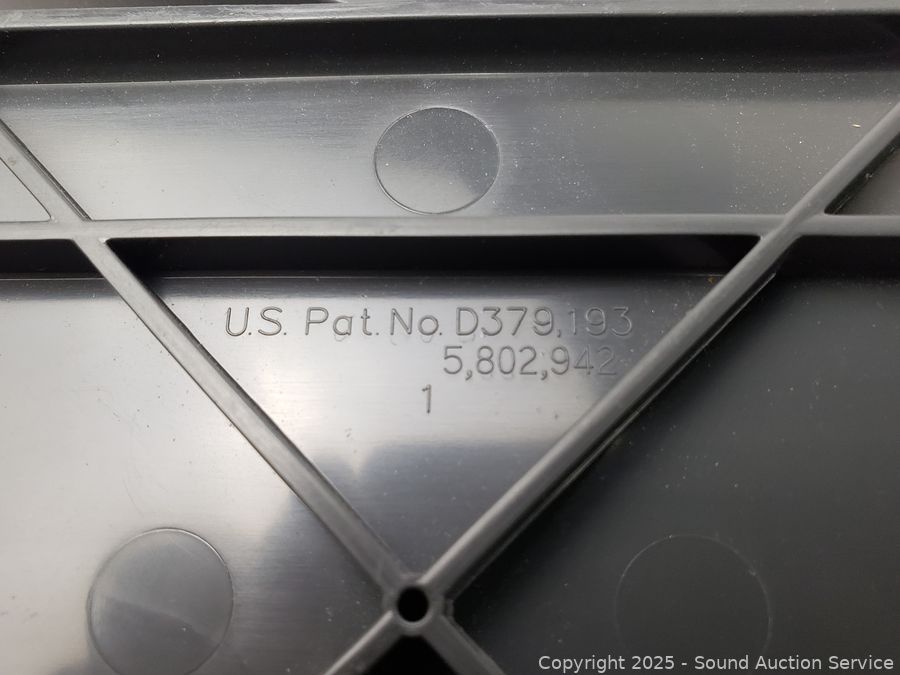 U.S. Pat. No. D379,193
5,802,942
1
Copyright © 2025 - Sound Auction Service